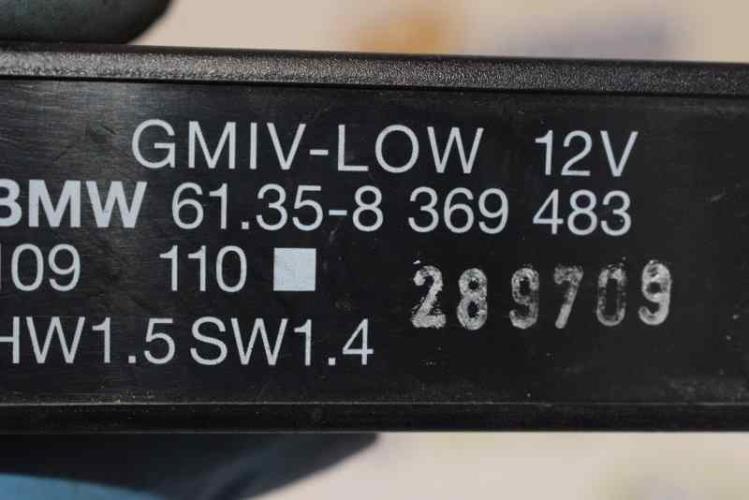 GMIV-LOW 12V
BMW 61.35-8 369 483
109 110
289709
HW1.5 SW1.4